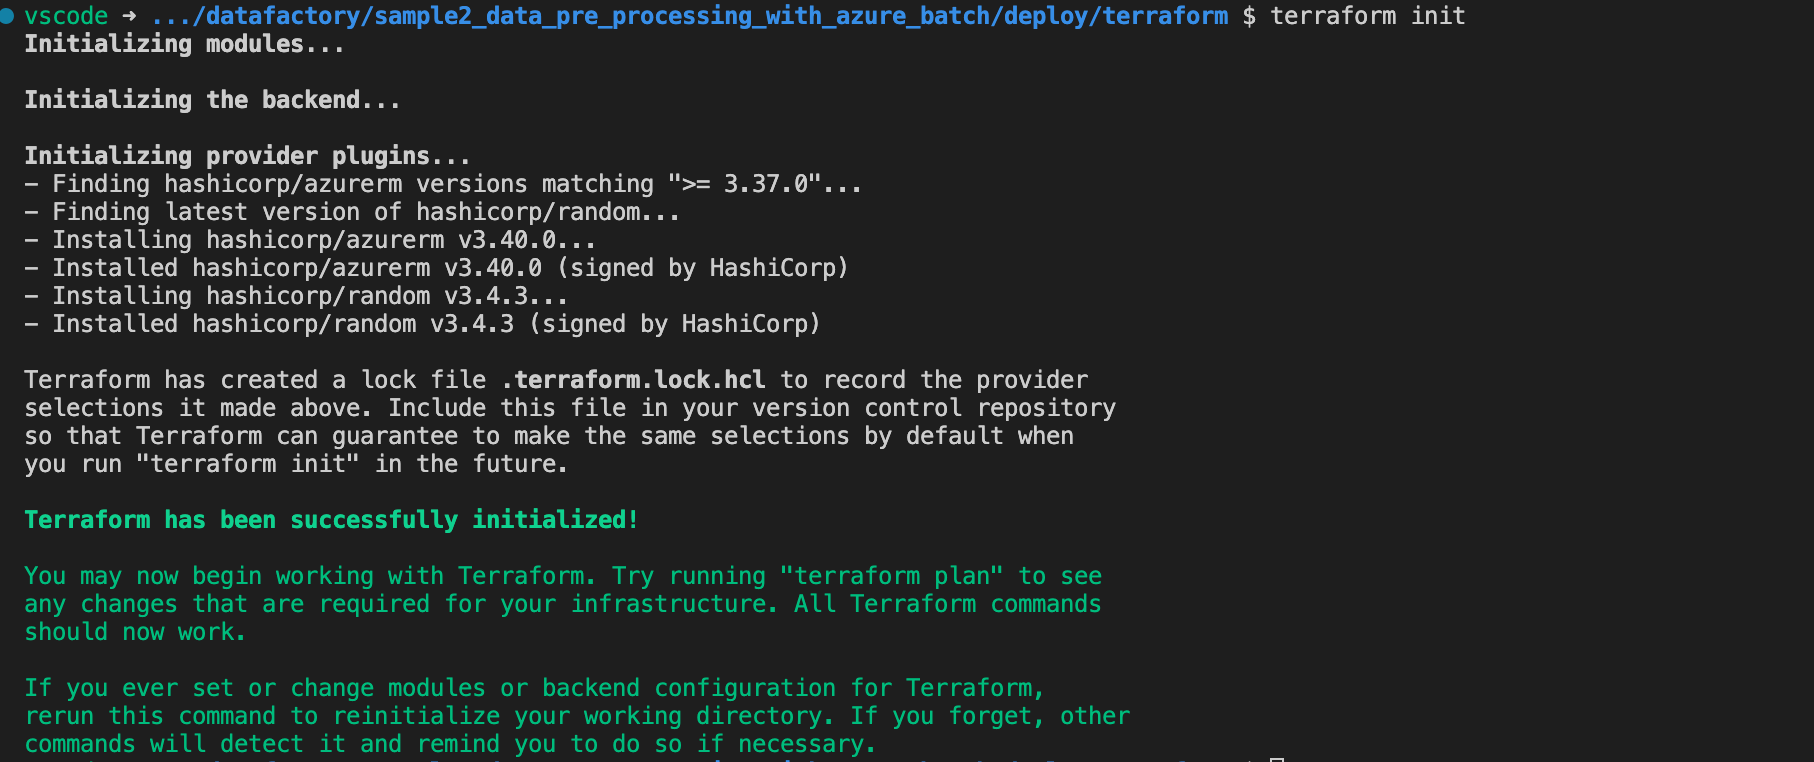 vscode → .../datafactory/sample2_data_pre_processing_with_azure_batch/deploy/terraform $ terraform init
Initializing modules...
Initializing the backend...
Initializing provider plugins...
- Finding hashicorp/azurerm versions matching ">= 3.37.0"...
- Finding latest version of hashicorp/random...
- Installing hashicorp/azurerm v3.40.0...
- Installed hashicorp/azurerm v3.40.0 (signed by HashiCorp)
- Installing hashicorp/random v3.4.3...
- Installed hashicorp/random v3.4.3 (signed by HashiCorp)
Terraform has created a lock file .terraform.lock.hcl to record the provider
selections it made above. Include this file in your version control repository
so that Terraform can guarantee to make the same selections by default when
you run "terraform init" in the future.
Terraform has been successfully initialized!
You may now begin working with Terraform. Try running "terraform plan" to see
any changes that are required for your infrastructure. All Terraform commands
should now work.
If you ever set or change modules or backend configuration for Terraform,
rerun this command to reinitialize your working directory. If you forget, other
commands will detect it and remind you to do so if necessary.